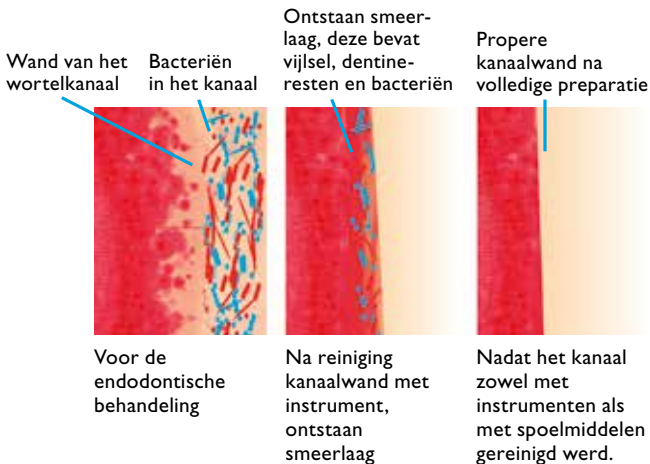 Wand van het
wortelkanaal
Bacteriën
in het kanaal
Ontstaan smeer-
laag, deze bevat
vijlsel, dentine-
resten en bacteriën
Propere
kanaalwand na
volledige preparatie
Voor de
endodontische
behandeling
Na reiniging
kanaalwand met
instrument,
ontstaan
smeerlaag
Nadat het kanaal
zowel met
instrumenten als
met spoelmiddelen
gereinigd werd.